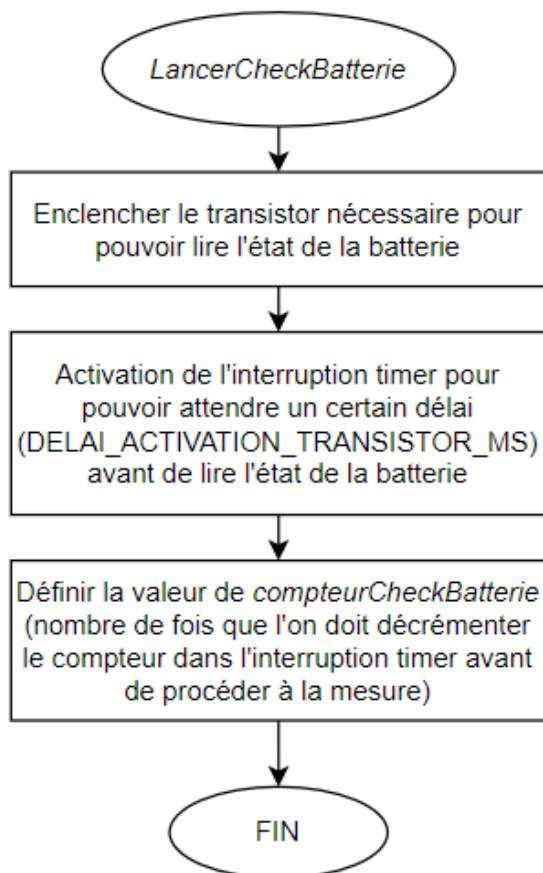 LancerCheckBatterie
Enclencher le transistor nécessaire pour
pouvoir lire l'état de la batterie
Activation de l'interruption timer pour
pouvoir attendre un certain délai
(DELAI_ACTIVATION_TRANSISTOR_MS)
avant de lire l'état de la batterie
Définir la valeur de compteurCheckBatterie
(nombre de fois que l'on doit décrémenter
le compteur dans l'interruption timer avant
de procéder à la mesure)
FIN